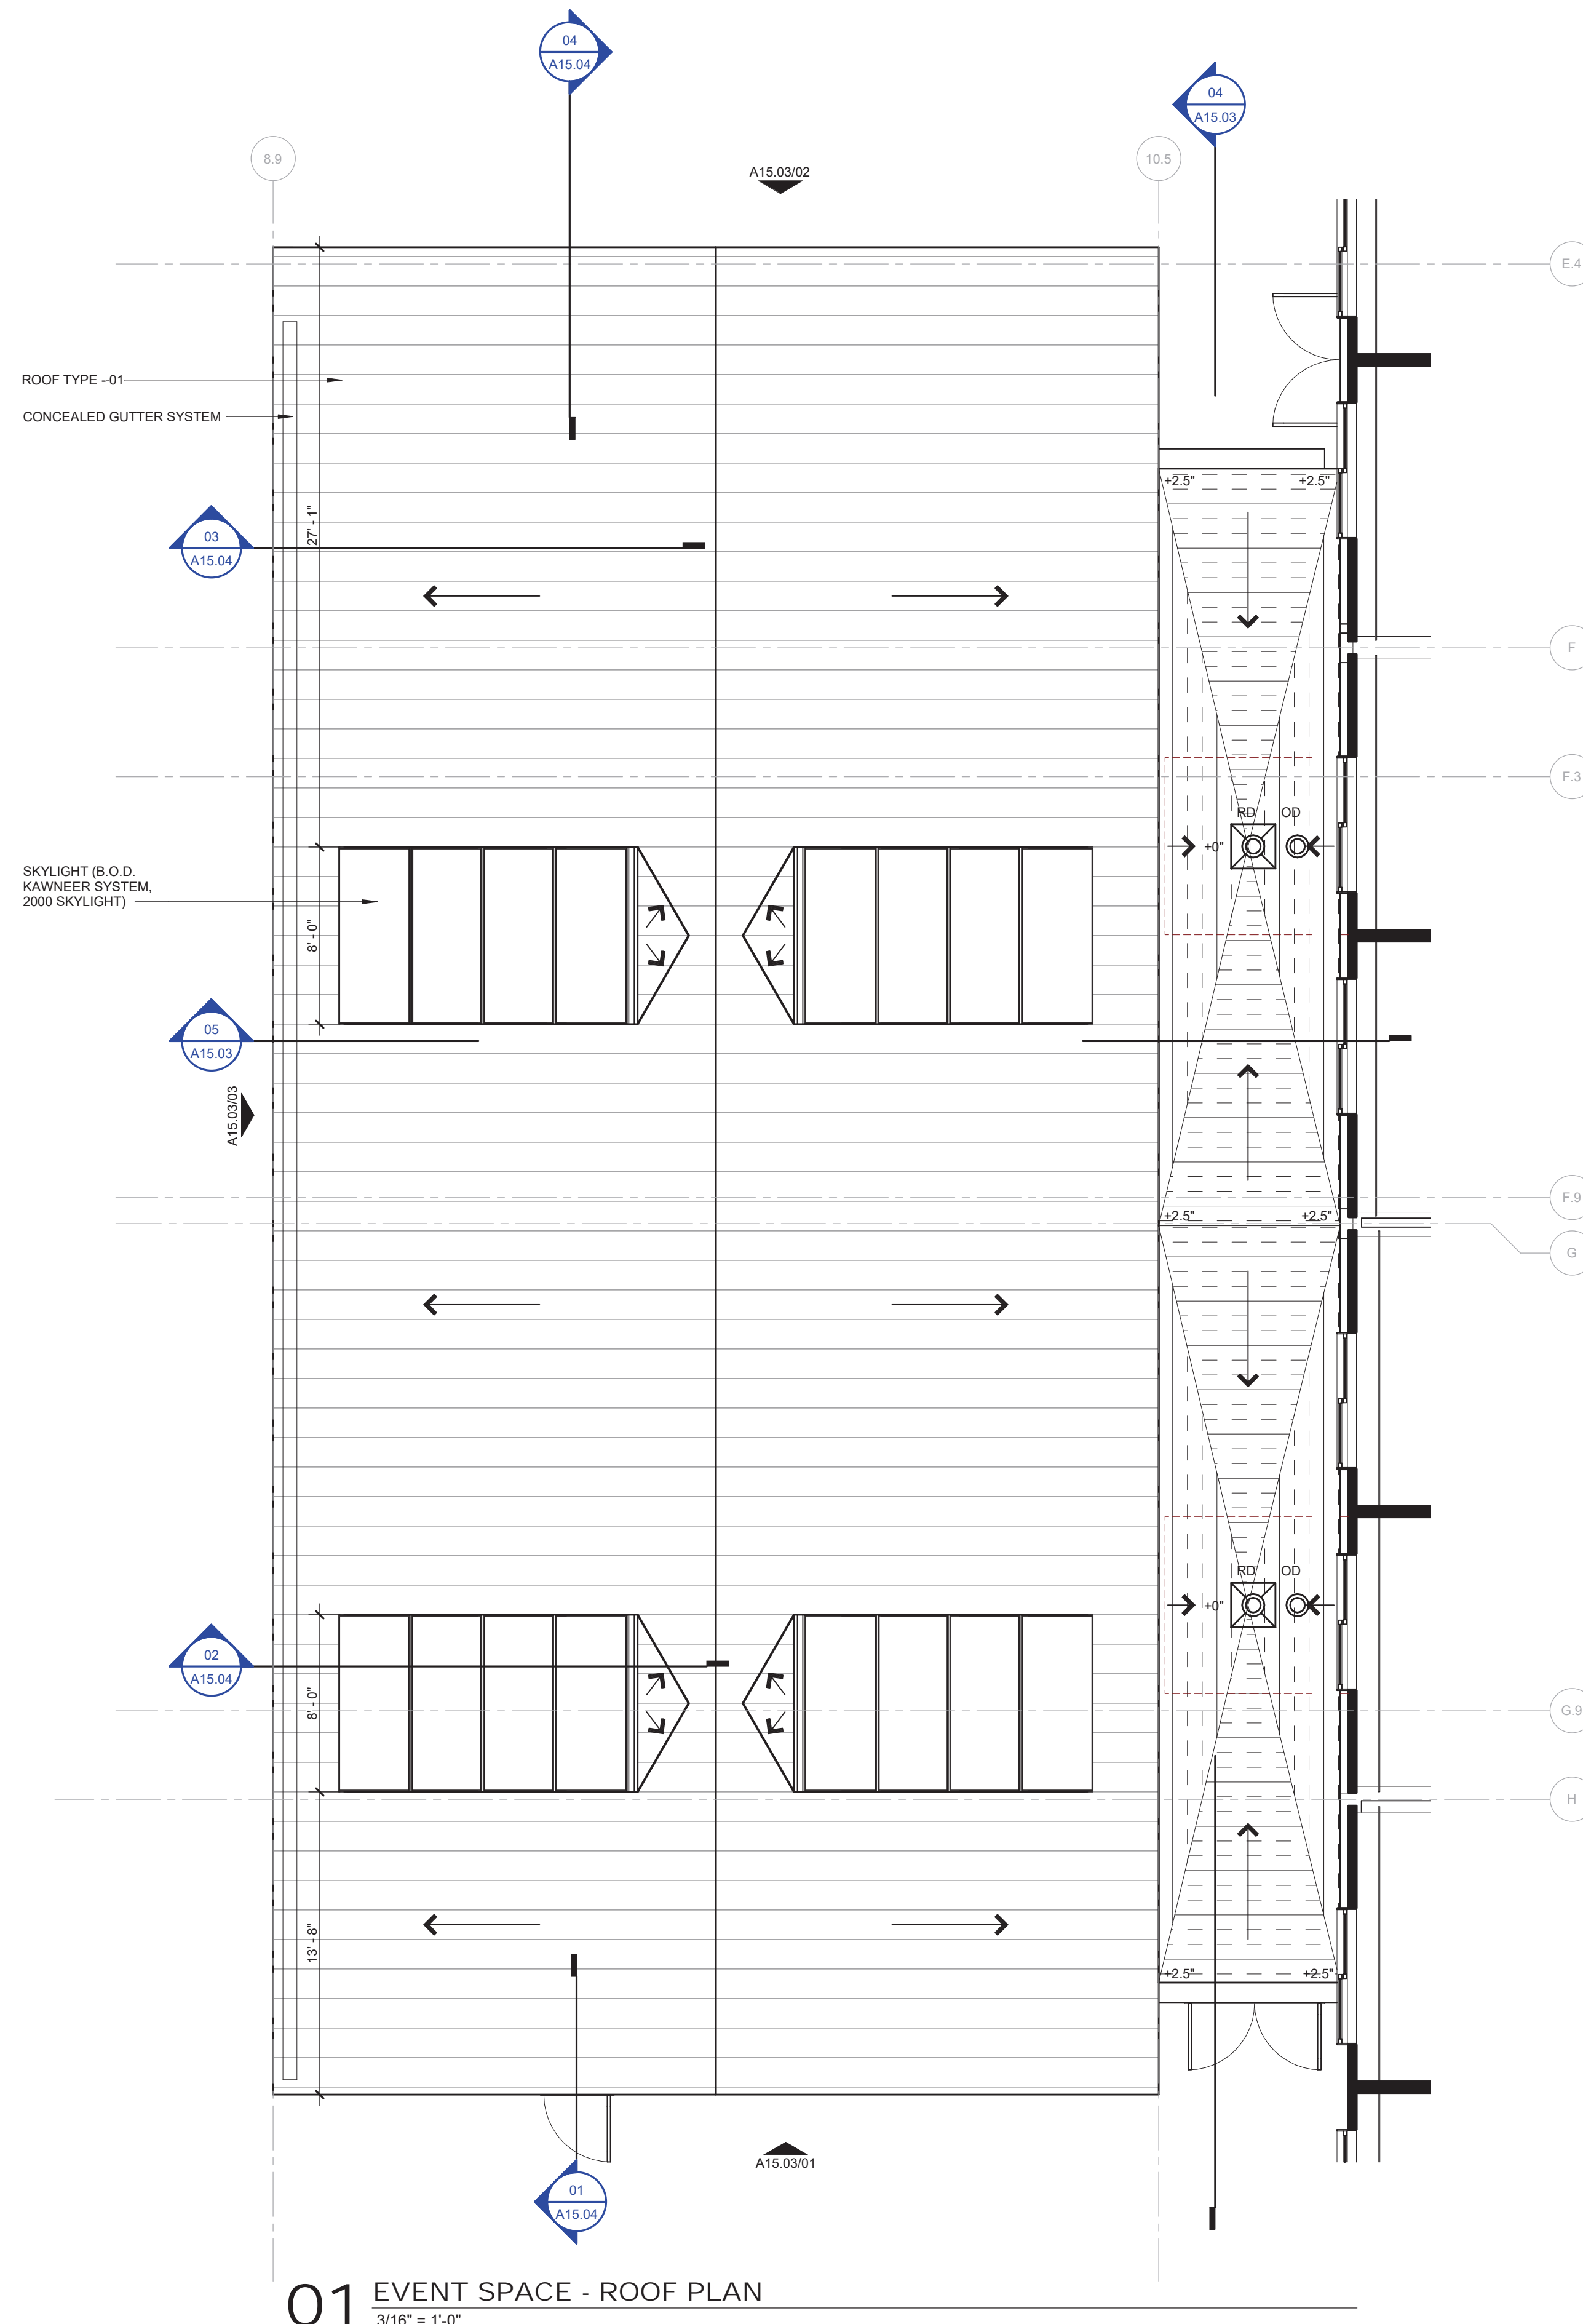 04
A15.04
04
A15.03
8.9
10.5
A15.03/02
E.4
ROOF TYPE --01
CONCEALED GUTTER SYSTEM
+2.5"
+2.5"
27' - 1"
03
A15.04
F
F.3
RD
OD
+0"
SKYLIGHT (B.O.D.
KAWNEER SYSTEM,
2000 SKYLIGHT)
8' - 0"
05
A15.03
A15.03/03
F.9
+2.5"
+2.5"
G
RD
OD
+0"
02
A15.04
8' - 0"
G.9
H
13' - 8"
+2.5"
+2.5"
A15.03/01
01
A15.04
01
EVENT SPACE - ROOF PLAN
3/16" = 1'-0"